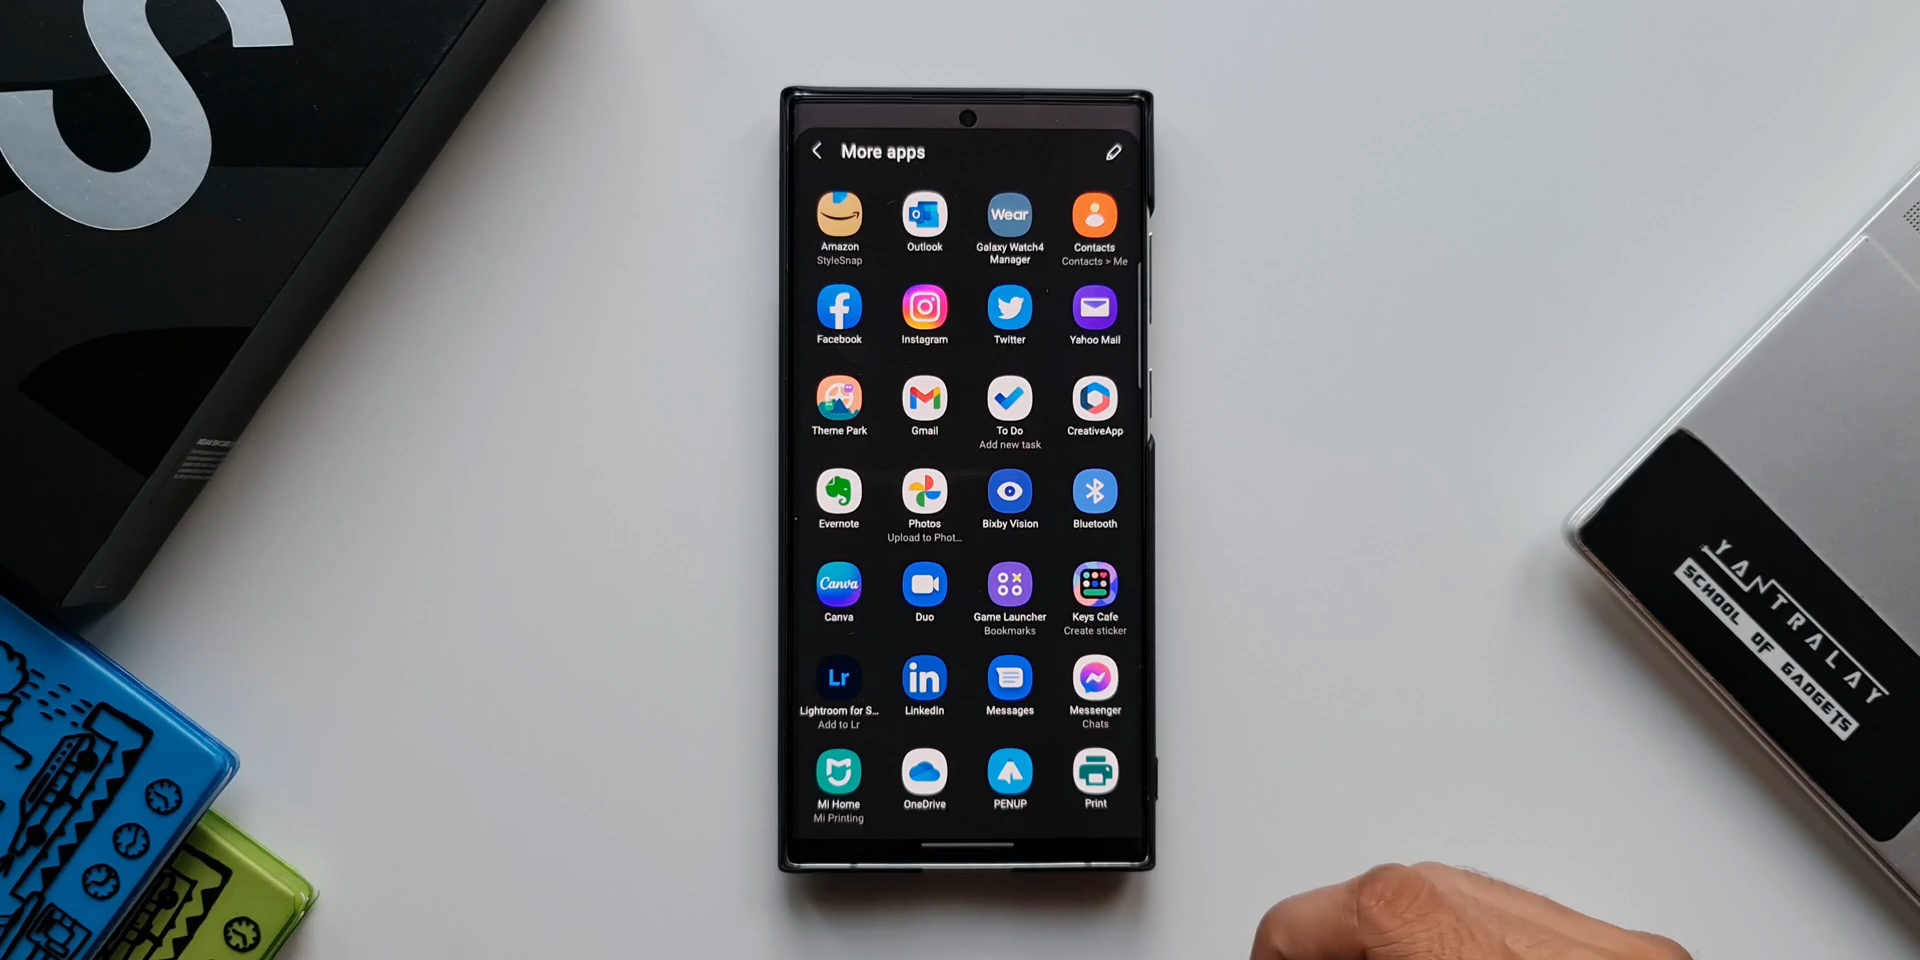 S
More apps
Amazon
StyleSnap
Outlook
Wear
Galaxy Watch4
Manager
Contacts
Contacts > Me
Facebook
Instagram
Twitter
Yahoo Mail
Theme Park
Gmail
To Do
Add new task
CreativeApp
Evernote
Photos
Upload to Phot...
Bixby Vision
Bluetooth
Canva
Canva
Duo
Game Launcher
Bookmarks
Keys Cafe
Create sticker
Lr
Lightroom for S...
Add to Lr
in
LinkedIn
Messages
Messenger
Chats
Mi Home
Mi Printing
OneDrive
PENUP
Print
YANTRALAY
SCHOOL OF GADGETS